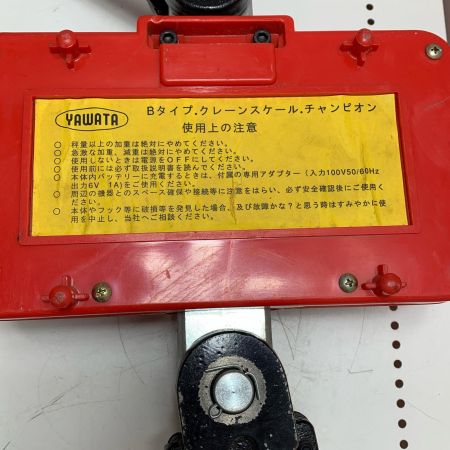 YAWATA
Bタイプ.クレーンスケール.チャンピオン
使用上の注意
○ 秤量以上の加重は絶対にやめてください。
○ 急激な加重、減重は絶対にやめてください。
○ 使用しないときは電源をOFFにしてください。
○ 使用前には必ず取扱説明書を読んでください。
○ 本体内バッテリーに充電するときは、付属の専用アダプター（入力100V50/60Hz
出力6V 1A)をご使用ください。
○ 周辺の機器とのスペース確保や接続等に注意をはらい、必ず安全確認後にご使用く
ださい。
○ 本体やフック等に破損等を発見した場合、及び故障かな？と思う時はすみやかに使
用を中止し、当社へご相談ください。